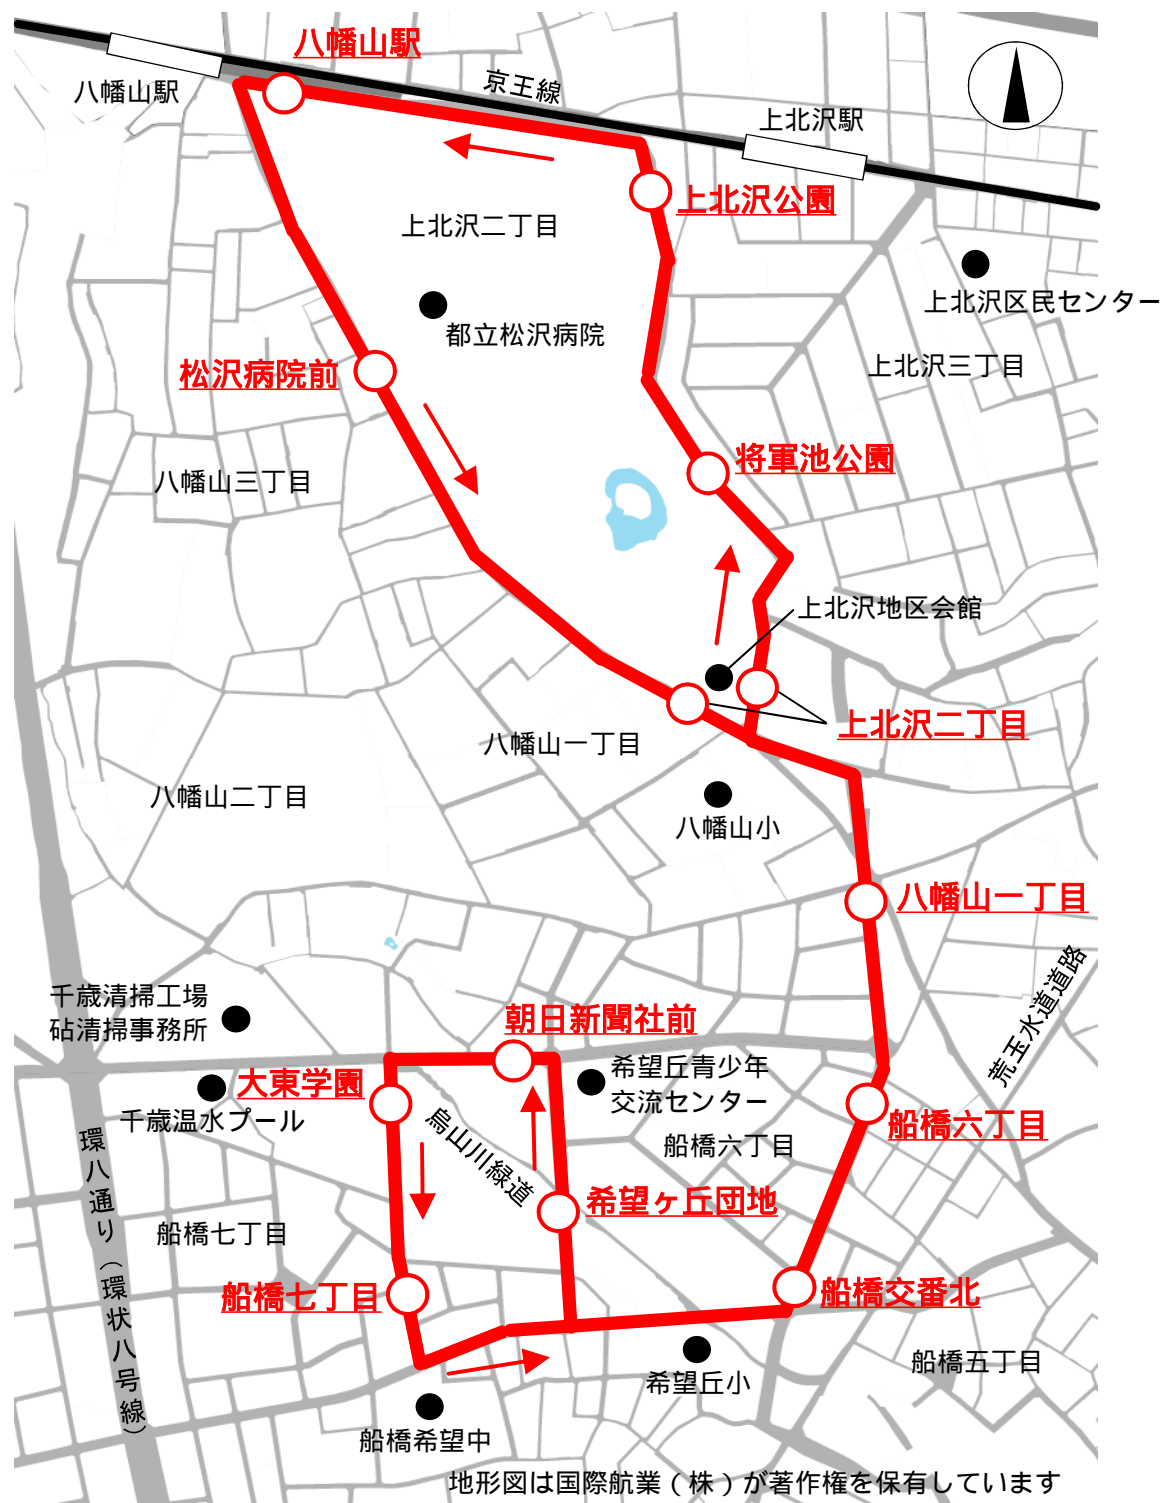 八幡山駅
京王線
八幡山駅
上北沢駅
上北沢公園
上北沢二丁目
上北沢区民センター
都立松沢病院
上北沢三丁目
松沢病院前
将軍池公園
八幡山三丁目
上北沢地区会館
上北沢二丁目
八幡山一丁目
八幡山二丁目
八幡山小
八幡山一丁目
荒玉水道道路
千歳清掃工場
砧清掃事務所
朝日新聞社前
希望丘青少年
交流センター
大東学園
千歳温水プール
烏山川緑道
船橋六丁目
船橋六丁目
環八通り(環状八号線)
希望ヶ丘団地
船橋七丁目
船橋七丁目
船橋交番北
船橋五丁目
希望丘小
船橋希望中
地形図は国際航業(株)が著作権を保有しています